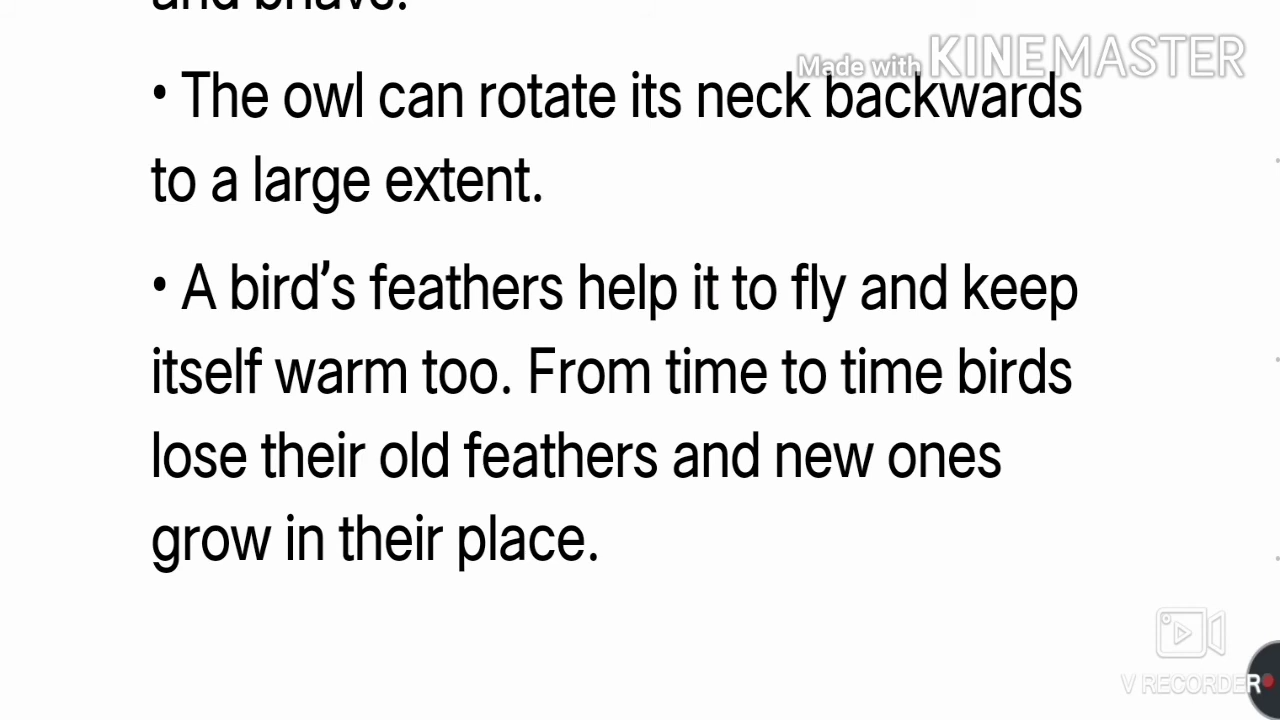 Made with KINEMASTER
• The owl can rotate its neck backwards
to a large extent.
• A bird’s feathers help it to fly and keep
itself warm too. From time to time birds
lose their old feathers and new ones
grow in their place.
V RECORDER